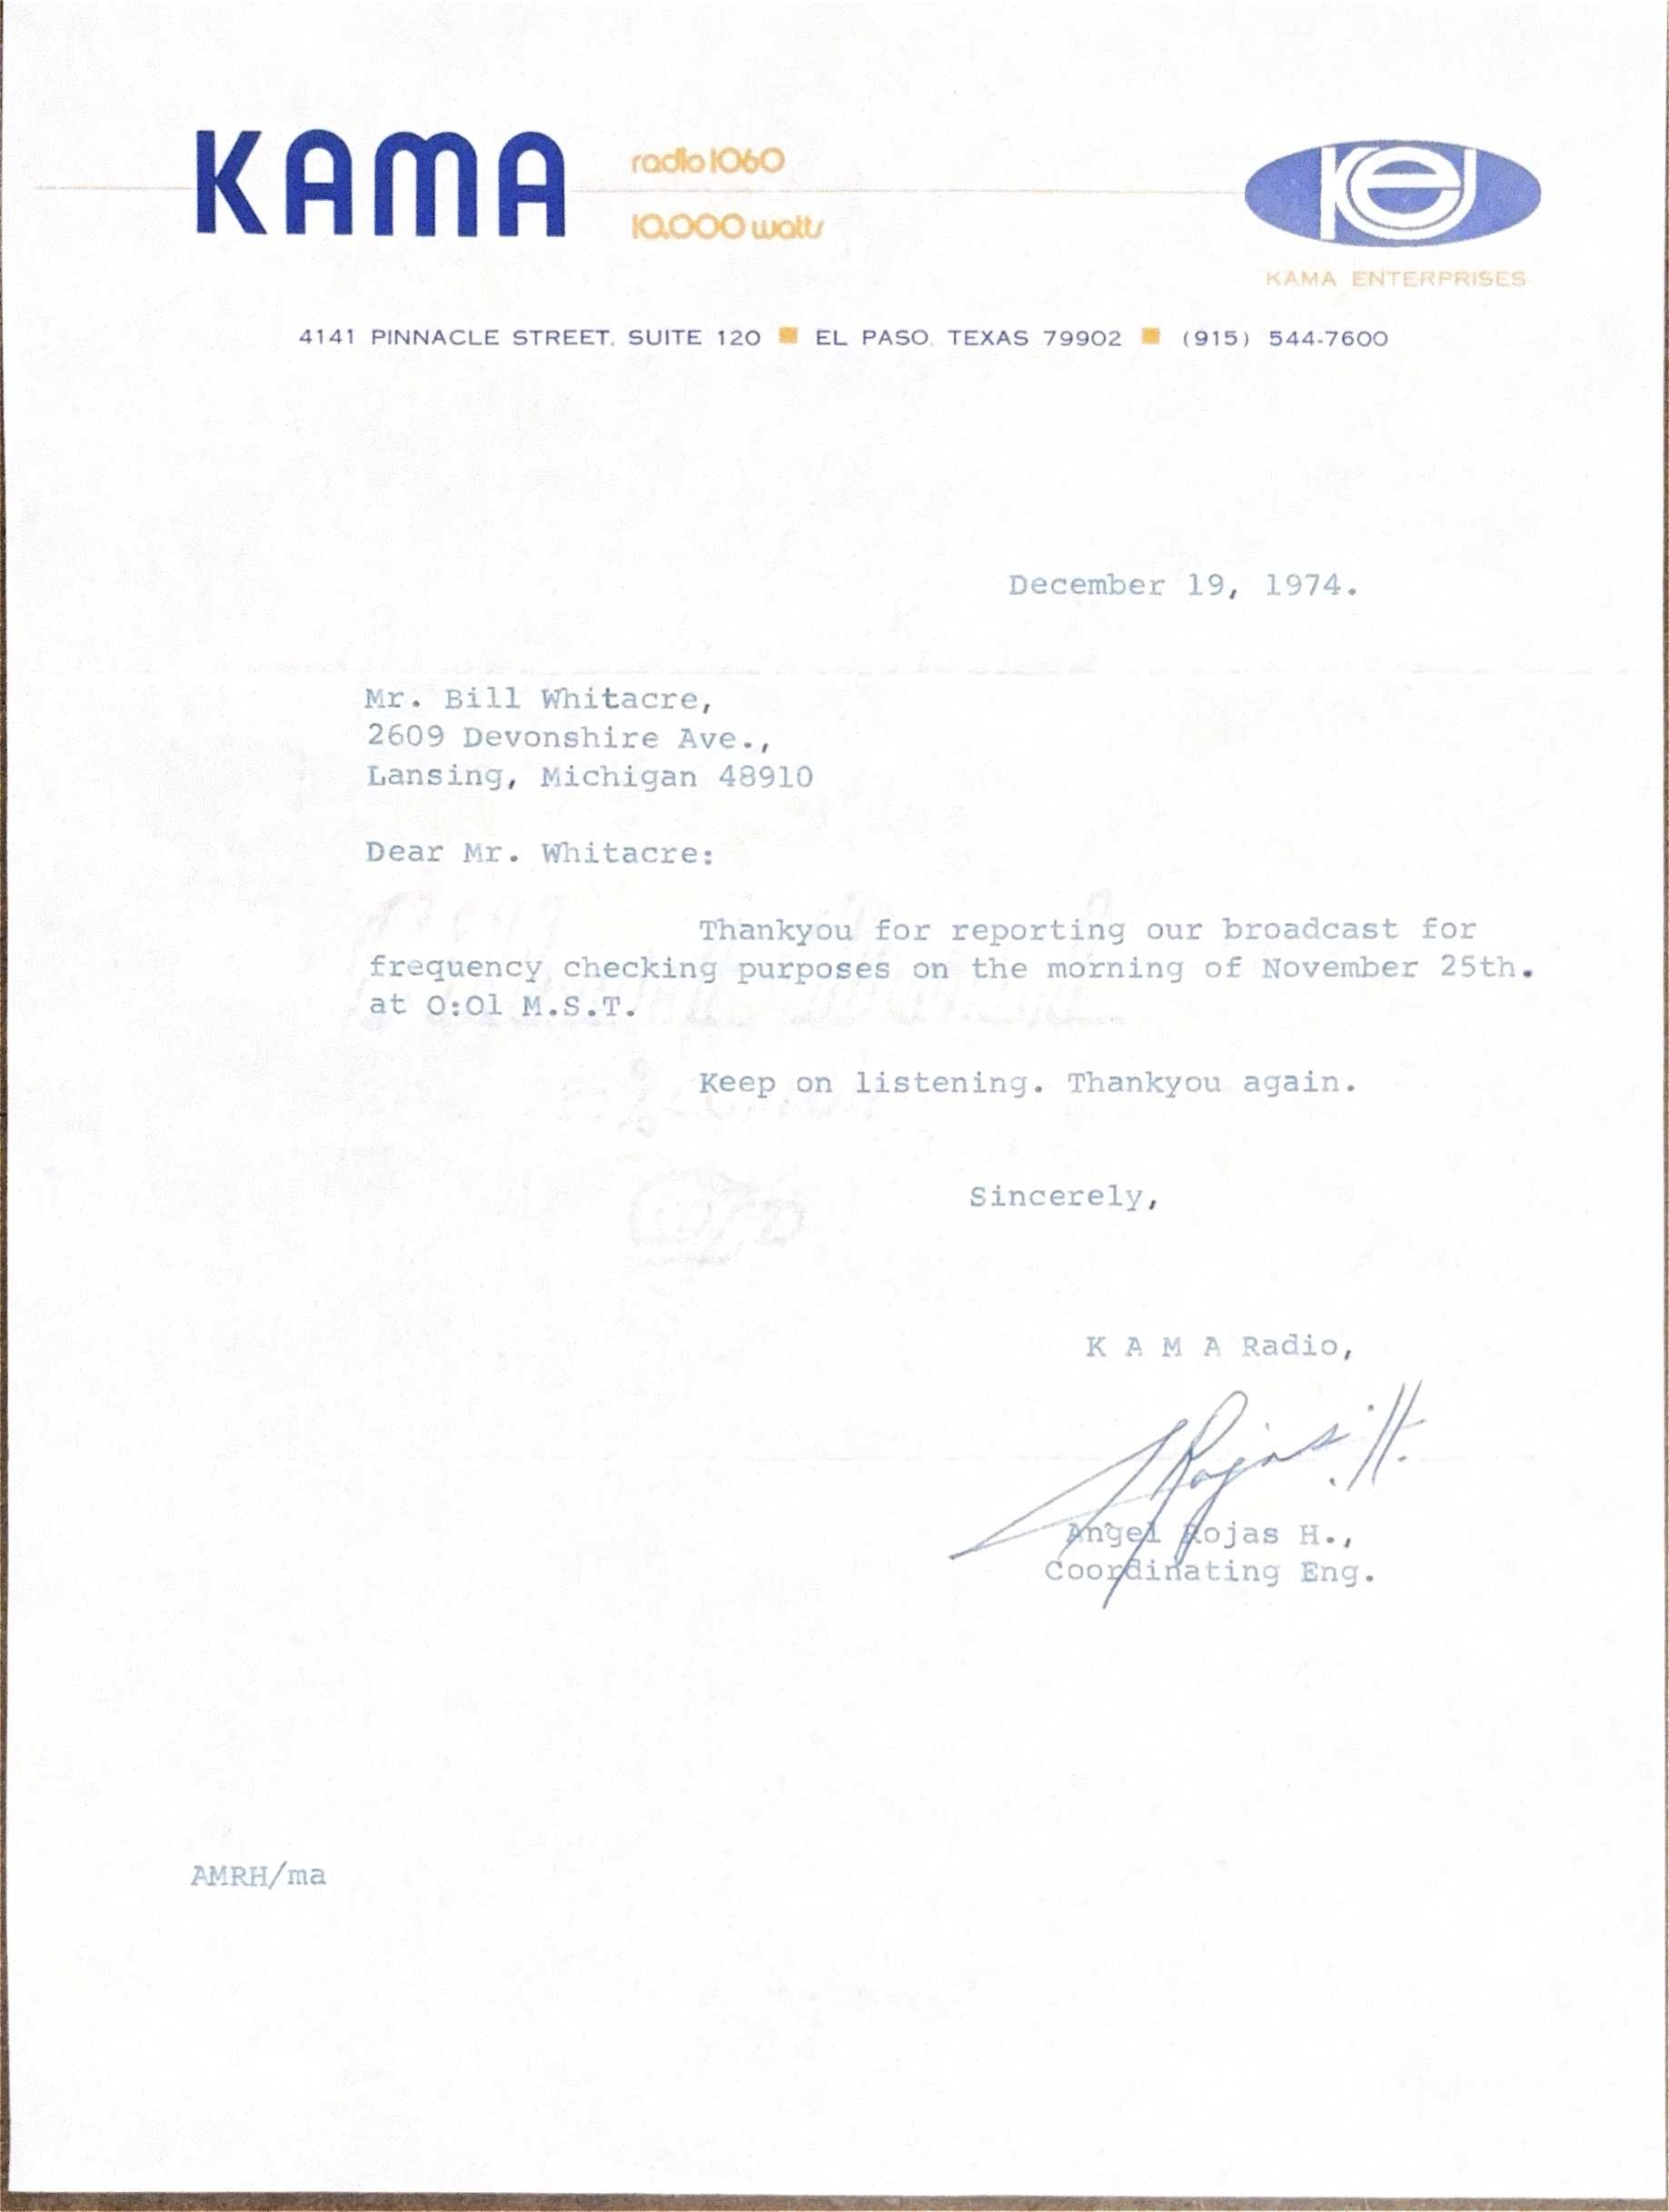 KAMA
radio 1060
10,000 watts
ke
KAMA ENTERPRISES
4141 PINNACLE STREET, SUITE 120 ■ EL PASO, TEXAS 79902 ■ (915) 544-7600
December 19, 1974.
Mr. Bill Whitacre,
2609 Devonshire Ave.,
Lansing, Michigan 48910
Dear Mr. Whitacre:
Thankyou for reporting our broadcast for
frequency checking purposes on the morning of November 25th.
at 0:01 M.S.T.
Keep on listening. Thankyou again.
Sincerely,
K A M A Radio,
Rojas H.
Angel Rojas H.,
Coordinating Eng.
AMRH/ma